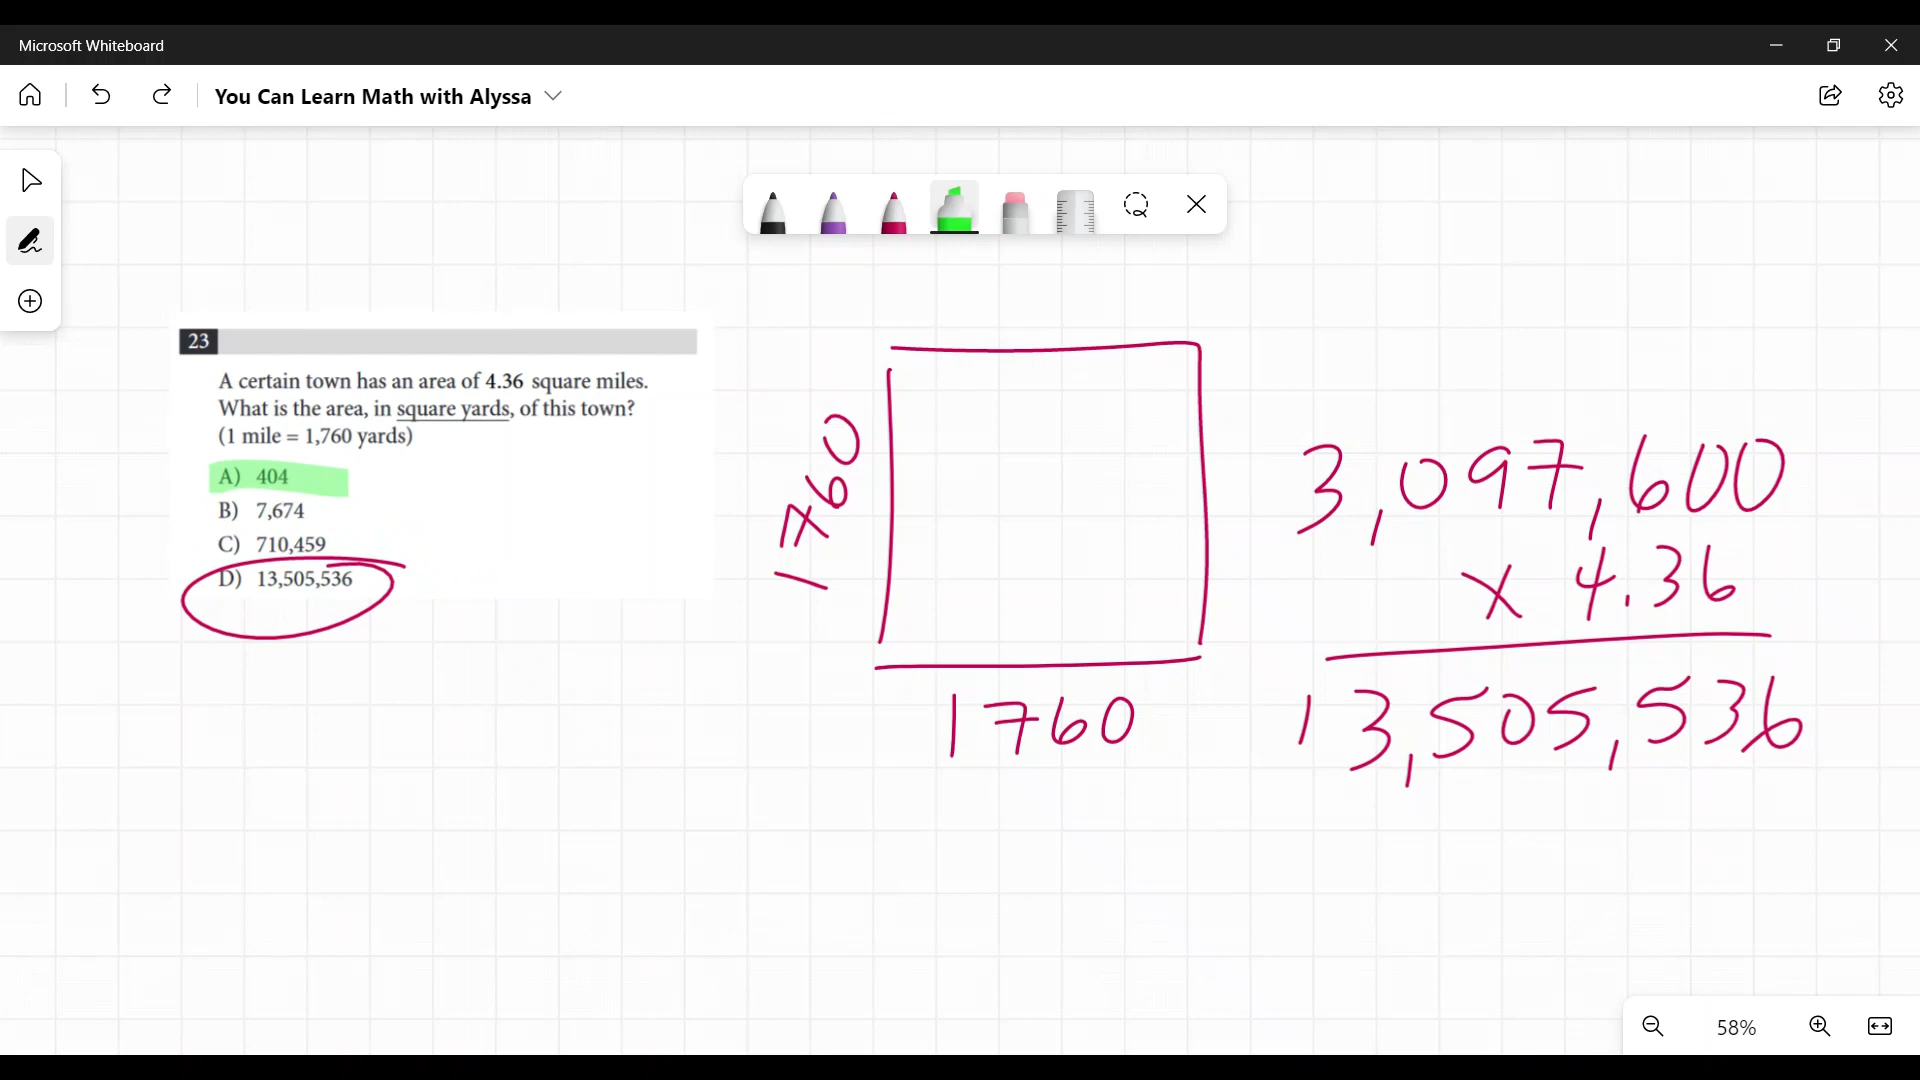 Microsoft Whiteboard
You Can Learn Math with Alyssa
23
A certain town has an area of 4.36 square miles.
What is the area, in square yards, of this town?
(1 mile = 1,760 yards)
A) 404
B) 7,674
C) 710,459
D) 13,505,536
1760
1760
3,097,600
x 4.36
13,505,536
58%